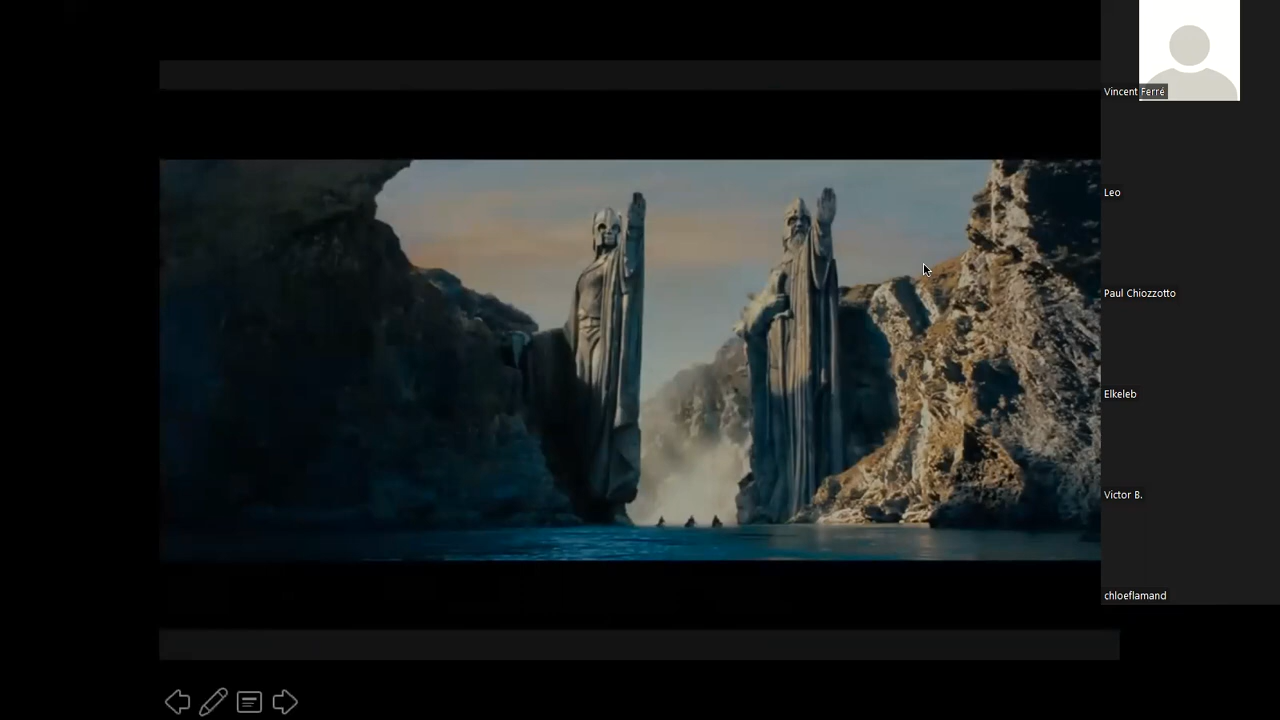 Vincent Ferré
Leo
Paul Chiozzotto
Elkeleb
Victor B.
chloeflamand